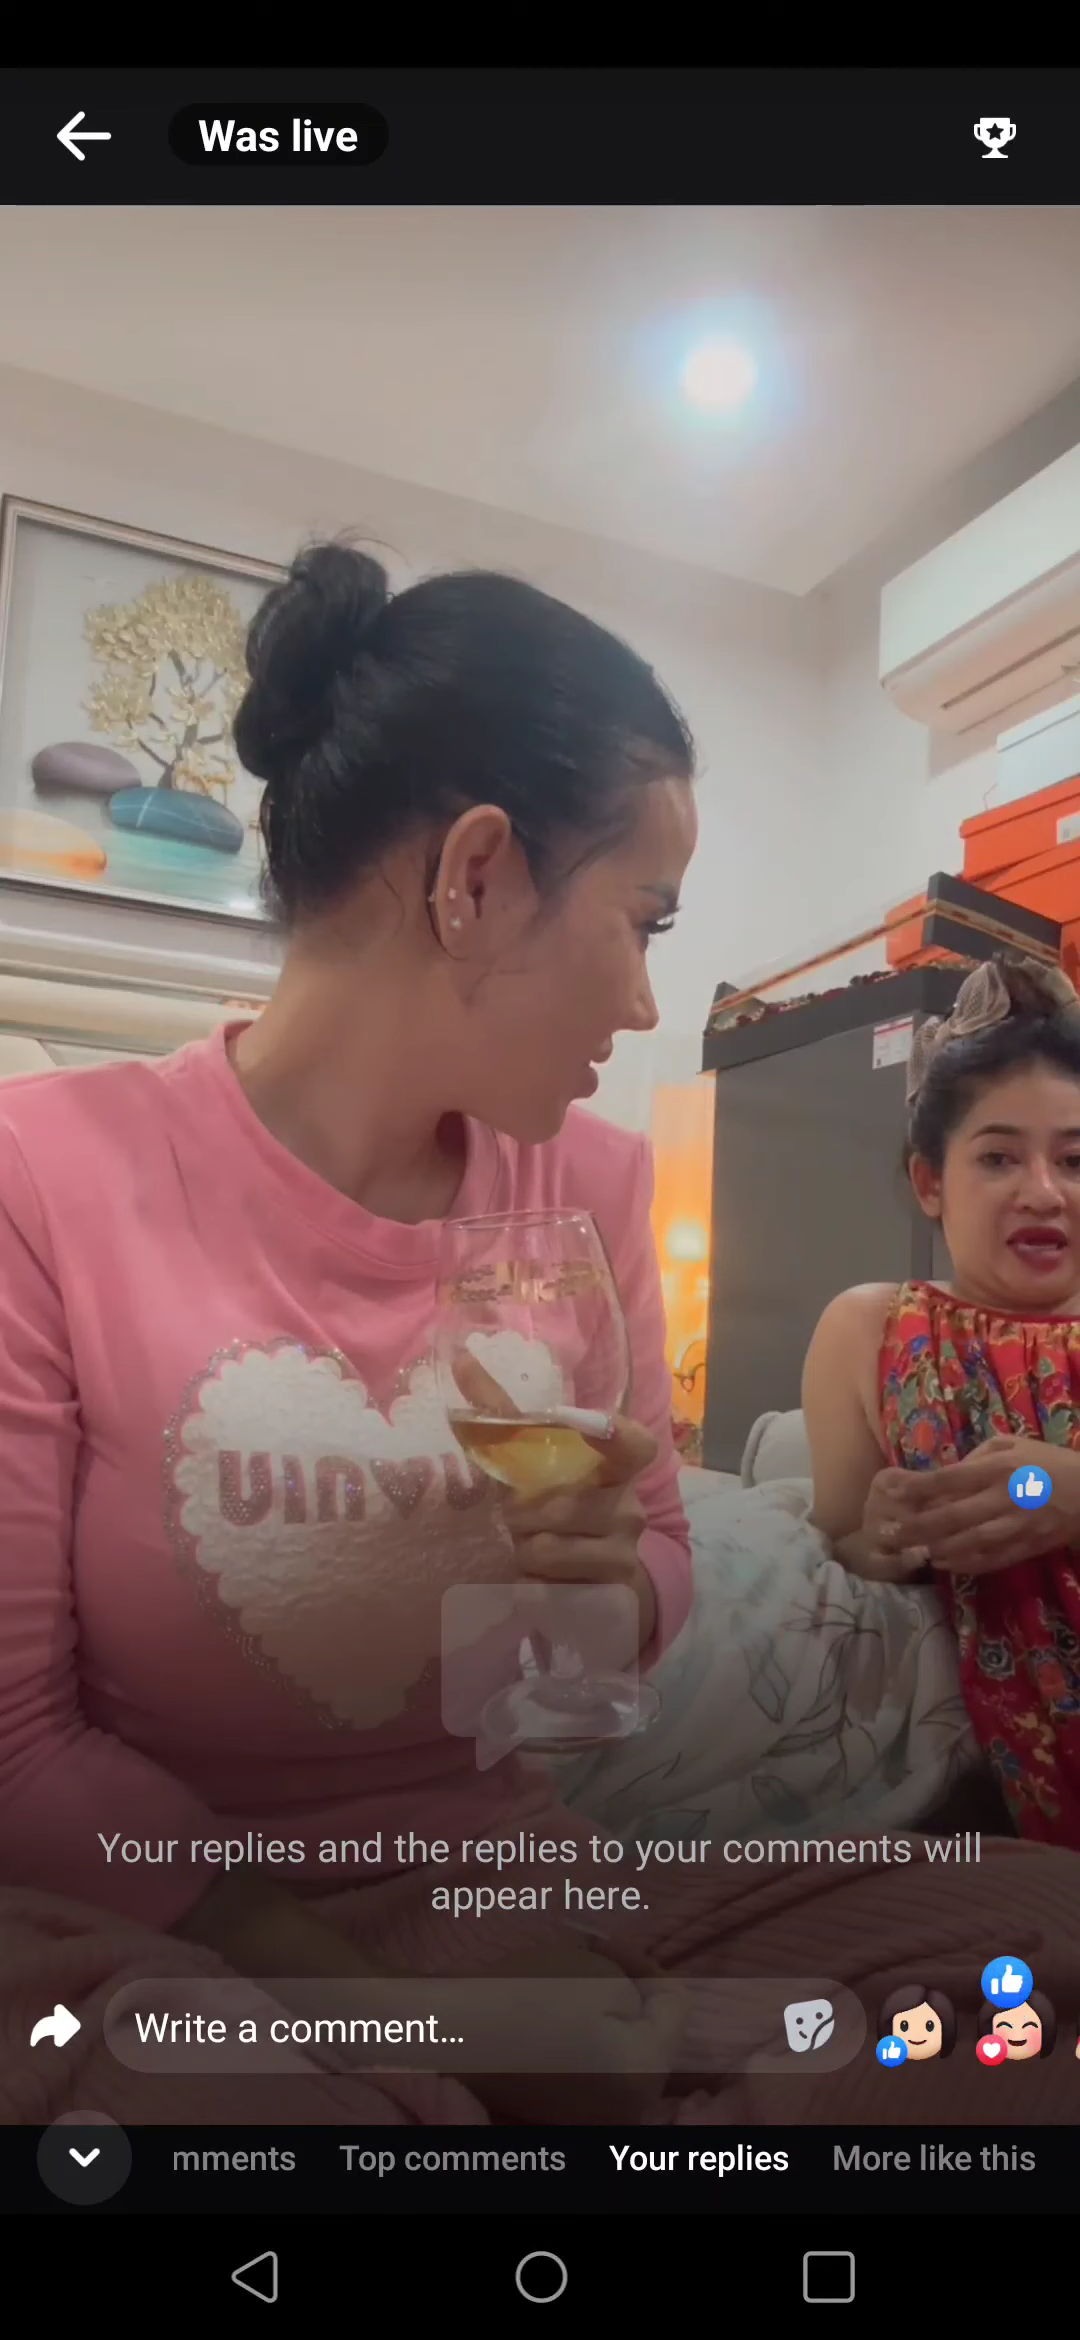 Was live
Your replies and the replies to your comments will
appear here.
Write a comment...
mments
Top comments
Your replies
More like this